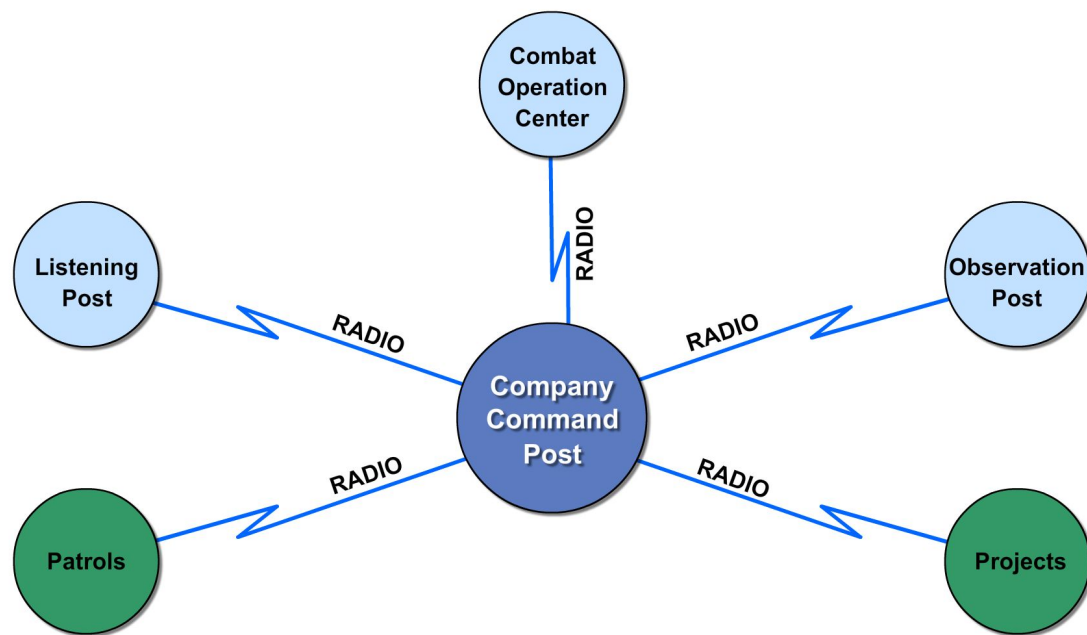 Combat
Operation
Center
RADIO
Listening
Post
RADIO
Observation
Post
RADIO
Company
Command
Post
Patrols
RADIO
Projects
RADIO